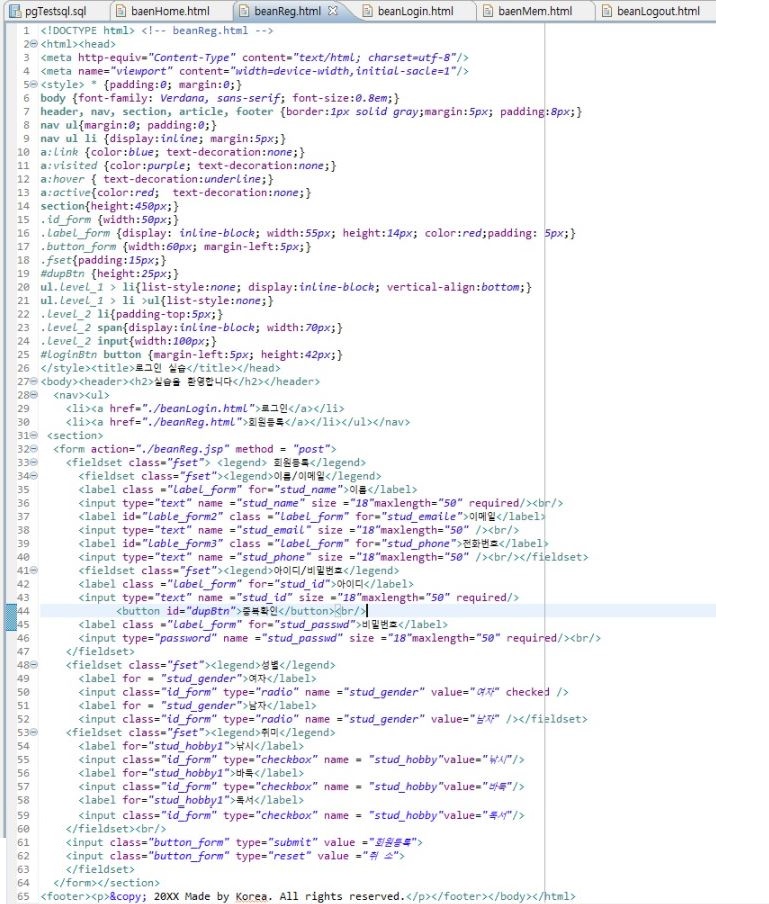 pgTestsql.sql baenHome.html beanReg.html beanLogin.html baenMem.html beanLogout.html
1 <!DOCTYPE html> <!-- beanReg.html -->
2 <html><head>
3 <meta http-equiv="Content-Type" content="text/html; charset=utf-8"/>
4 <meta name="viewport" content="width=device-width,initial-sacle=1"/>
5 <style> * {padding:0; margin:0;}
6 body {font-family: Verdana, sans-serif; font-size:0.8em;}
7 header, nav, section, article, footer {border:1px solid gray;margin:5px; padding:8px;}
8 nav ul{margin:0; padding:0;}
9 nav ul li {display:inline; margin:5px;}
10 a:link {color:blue; text-decoration:none;}
11 a:visited {color:purple; text-decoration:none;}
12 a:hover { text-decoration:underline;}
13 a:active{color:red;  text-decoration:none;}
14 section{height:450px;}
15 .id_form {width:50px;}
16 .label_form {display: inline-block; width:55px; height:14px; color:red;padding: 5px;}
17 .button_form {width:60px; margin-left:5px;}
18 .fset{padding:15px;}
19 #dupBtn {height:25px;}
20 ul.level_1 > li{list-style:none; display:inline-block; vertical-align:bottom;}
21 ul.level_1 > li >ul{list-style:none;}
22 .level_2 li{padding-top:5px;}
23 .level_2 span{display:inline-block; width:70px;}
24 .level_2 input{width:100px;}
25 #loginBtn button {margin-left:5px; height:42px;}
26 </style><title>로그인 실습</title></head>
27 <body><header><h2>실습을 환영합니다</h2></header>
28 <nav><ul>
29 <li><a href="./beanLogin.html">로그인</a></li>
30 <li><a href="./beanReg.html">회원등록</a></li></ul></nav>
31 <section>
32 <form action="./beanReg.jsp" method = "post">
33 <fieldset class="fset"> <legend> 회원등록</legend>
34 <fieldset class="fset"><legend>이름/이메일</legend>
35 <label class ="label_form" for="stud_name">이름</label>
36 <input type="text" name ="stud_name" size ="18"maxlength="50" required/><br/>
37 <label id="lable_form2" class ="label_form" for="stud_emaile">이메일</label>
38 <input type="text" name ="stud_email" size ="18"maxlength="50" /><br/>
39 <label id="lable_form3" class ="label_form" for="stud_phone">전화번호</label>
40 <input type="text" name ="stud_phone" size ="18"maxlength="50" /><br/></fieldset>
41 <fieldset class="fset"><legend>아이디/비밀번호</legend>
42 <label class ="label_form" for="stud_id">아이디</label>
43 <input type="text" name ="stud_id" size ="18"maxlength="50" required/>
44 <button id="dupBtn">중복확인</button><br/>
45 <label class ="label_form" for="stud_passwd">비밀번호</label>
46 <input type="password" name ="stud_passwd" size ="18"maxlength="50" required/><br/>
47 </fieldset>
48 <fieldset class="fset"><legend>성별</legend>
49 <label for = "stud_gender">여자</label>
50 <input class="id_form" type="radio" name ="stud_gender" value="여자" checked />
51 <label for = "stud_gender">남자</label>
52 <input class="id_form" type="radio" name ="stud_gender" value="남자" /></fieldset>
53 <fieldset class="fset"><legend>취미</legend>
54 <label for="stud_hobby1">낚시</label>
55 <input class="id_form" type="checkbox" name = "stud_hobby"value="낚시"/>
56 <label for="stud_hobby1">바둑</label>
57 <input class="id_form" type="checkbox" name = "stud_hobby"value="바둑"/>
58 <label for="stud_hobby1">독서</label>
59 <input class="id_form" type="checkbox" name = "stud_hobby"value="독서"/>
60 </fieldset><br/>
61 <input class="button_form" type="submit" value ="회원등록">
62 <input class="button_form" type="reset" value ="취 소">
63 </fieldset>
64 </form></section>
65 <footer><p>&copy; 20XX Made by Korea. All rights reserved.</p></footer></body></html>